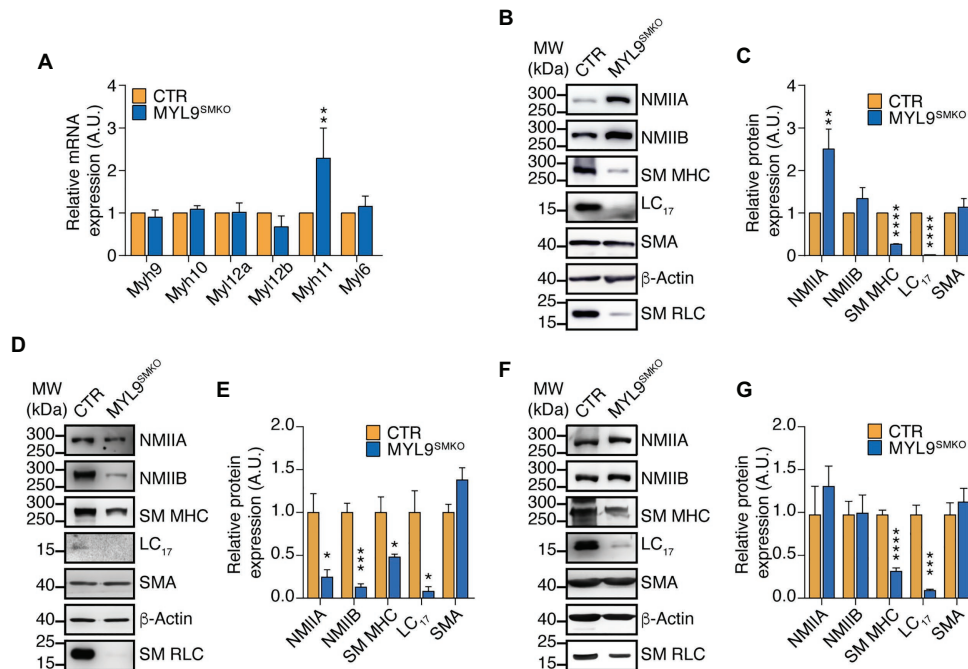 A
Relative mRNA
expression (A.U.)
4
3
2
1
0
CTR
MYL9SMKO
**
Myh9
Myh10
Myl12a
Myl12b
Myh11
Myl6
B
MW
(kDa)
CTR
MYL9SMKO
300
250
NMIIA
300
250
NMIIB
300
250
SM MHC
15
LC17
40
SMA
40
β-Actin
25
15
SM RLC
C
Relative protein
expression (A.U.)
4
3
2
1
0
CTR
MYL9SMKO
**
****
****
NMIIA
NMIIB
SM MHC
LC17
SMA
D
MW
(kDa)
CTR
MYL9SMKO
300
250
NMIIA
300
250
NMIIB
300
250
SM MHC
15
LC17
40
SMA
40
β-Actin
25
15
SM RLC
E
Relative protein
expression (A.U.)
2.0
1.5
1.0
0.5
0.0
CTR
MYL9SMKO
*
***
*
*
NMIIA
NMIIB
SM MHC
LC17
SMA
F
MW
(kDa)
CTR
MYL9SMKO
300
250
NMIIA
300
250
NMIIB
300
250
SM MHC
15
LC17
40
SMA
40
β-Actin
25
15
SM RLC
G
Relative protein
expression (A.U.)
2.0
1.5
1.0
0.5
0.0
CTR
MYL9SMKO
****
***
NMIIA
NMIIB
SM MHC
LC17
SMA